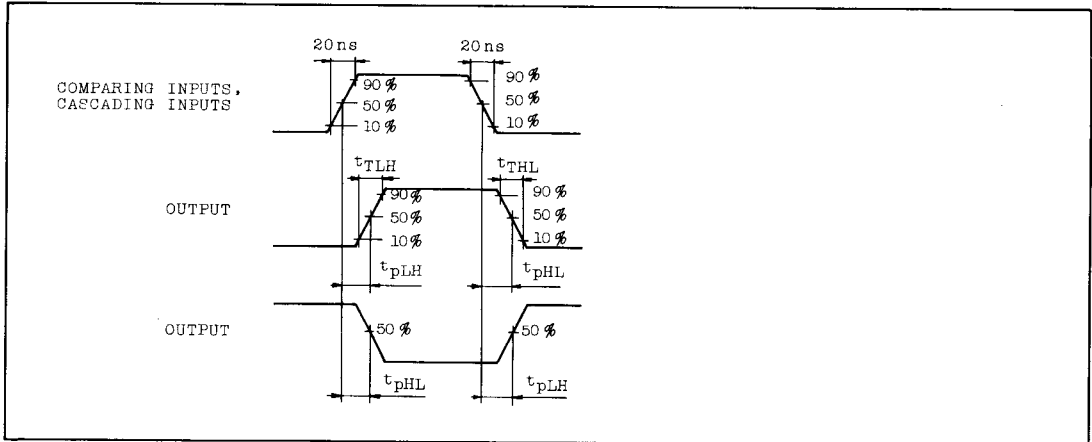 20ns 20ns
COMPARING INPUTS,
CASCADING INPUTS
90% 90%
50% 50%
10% 10%
tTLH tTHL
OUTPUT
90% 90%
50% 50%
10% 10%
tpLH tpHL
OUTPUT
50% 50%
tpHL tpLH